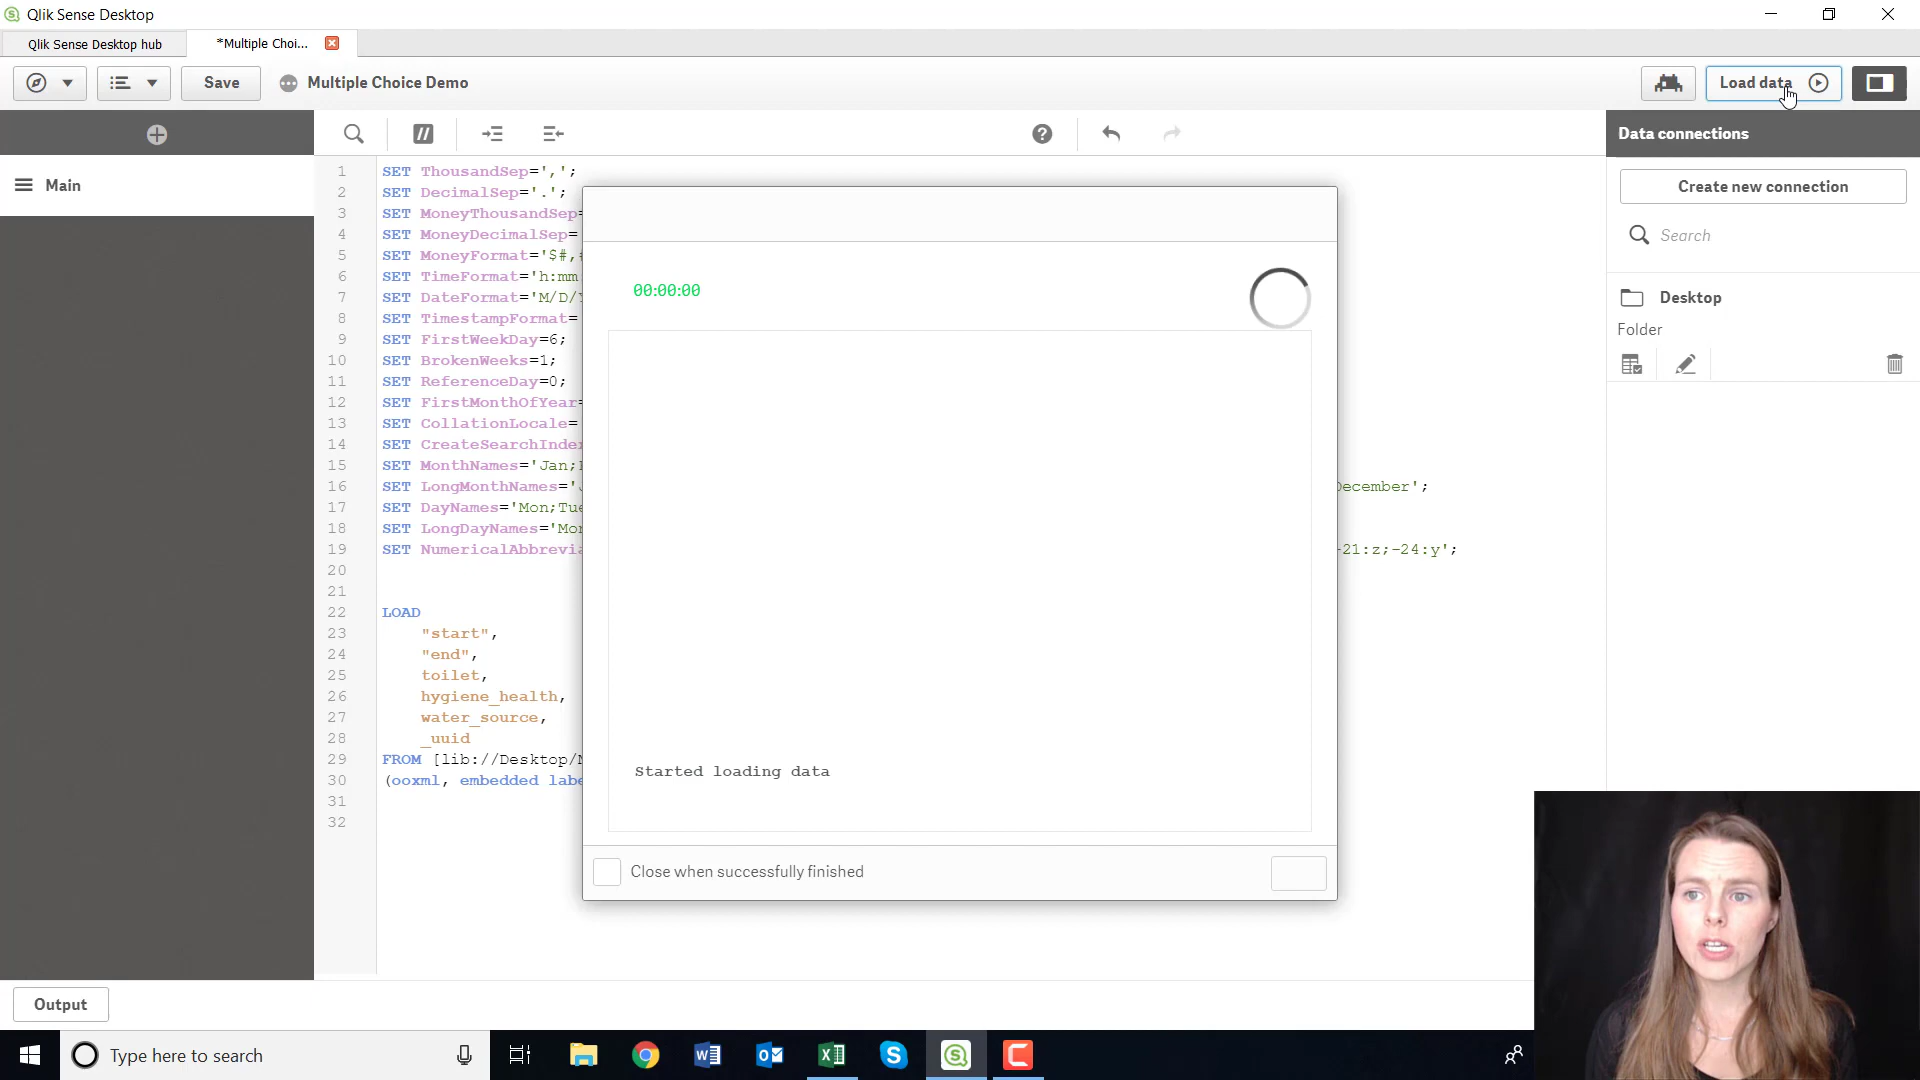 Qlik Sense Desktop
Qlik Sense Desktop hub
*Multiple Choi...
Save
Multiple Choice Demo
Load data
Main
Data connections
Create new connection
Search
Desktop
Folder
1 SET ThousandSep=',';
2 SET DecimalSep='.';
3 SET MoneyThousandSep=
4 SET MoneyDecimalSep=
5 SET MoneyFormat='$#,
6 SET TimeFormat='h:mm
7 SET DateFormat='M/D/
8 SET TimestampFormat=
9 SET FirstWeekDay=6;
10 SET BrokenWeeks=1;
11 SET ReferenceDay=0;
12 SET FirstMonthOfYear=
13 SET CollationLocale=
14 SET CreateSearchInde
15 SET MonthNames='Jan;
16 SET LongMonthNames=' December';
17 SET DayNames='Mon;Tue
18 SET LongDayNames='Mon
19 SET NumericalAbbrevia -21:z;-24:y';
20
21
22 LOAD
23 "start",
24 "end",
25 toilet,
26 hygiene_health,
27 water_source,
28 _uuid
29 FROM [lib://Desktop/
30 (ooxml, embedded labe
31
32
00:00:00
Started loading data
Close when successfully finished
Output
Type here to search